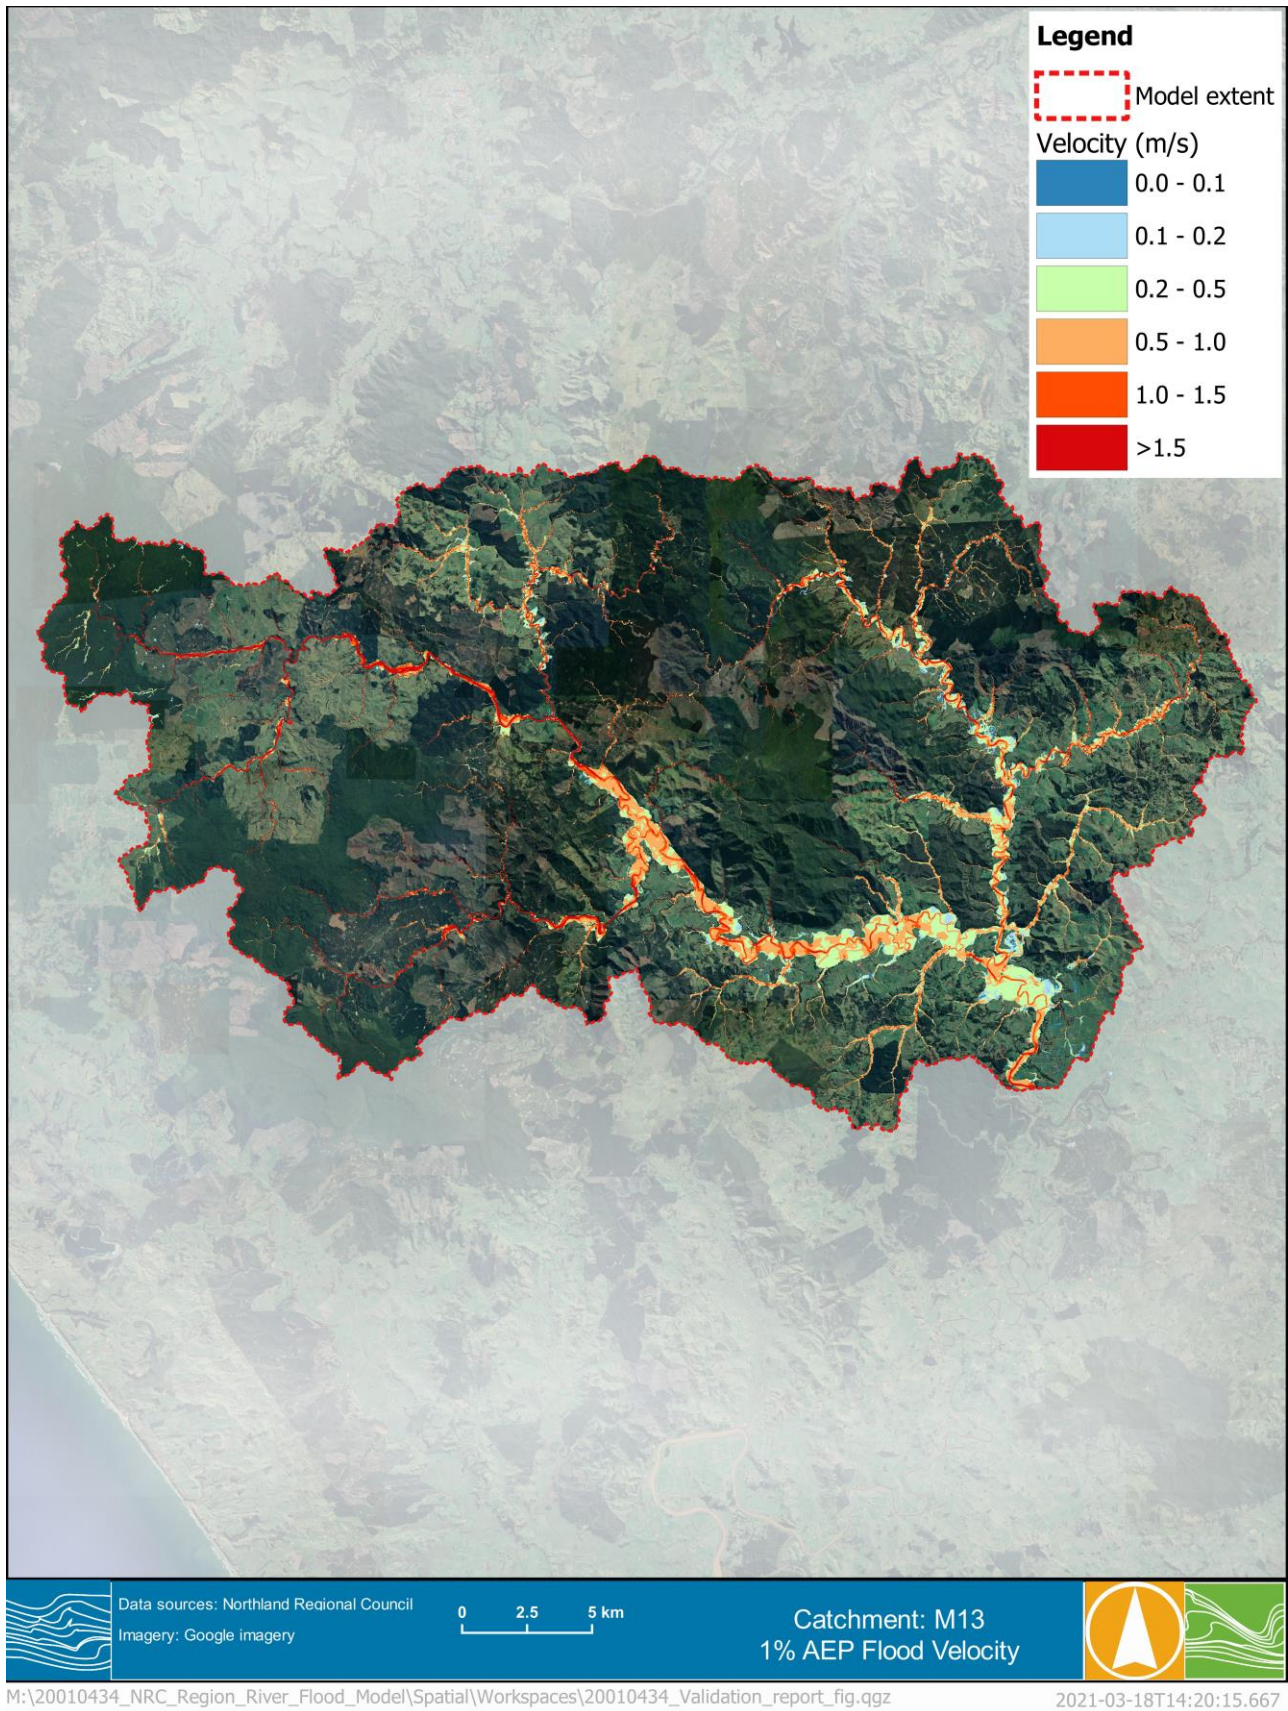 Legend
Model extent
Velocity (m/s)
0.0 - 0.1
0.1 - 0.2
0.2 - 0.5
0.5 - 1.0
1.0 - 1.5
>1.5
Data sources: Northland Regional Council
Imagery: Google imagery
0 2.5 5 km
Catchment: M13
1% AEP Flood Velocity
M:\20010434_NRC_Region_River_Flood_Model\Spatial\Workspaces\20010434_Validation_report_fig.qgz
2021-03-18T14:20:15.667